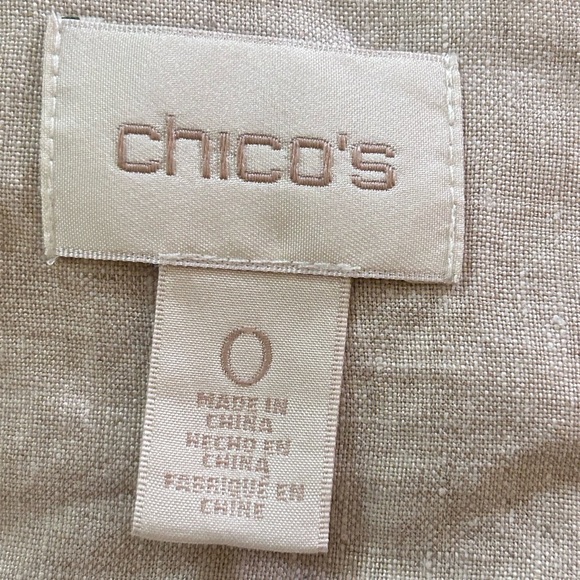 chico's
0
MADE IN
CHINA
HECHO EN
CHINA
FABRIQUÉ EN
CHINE